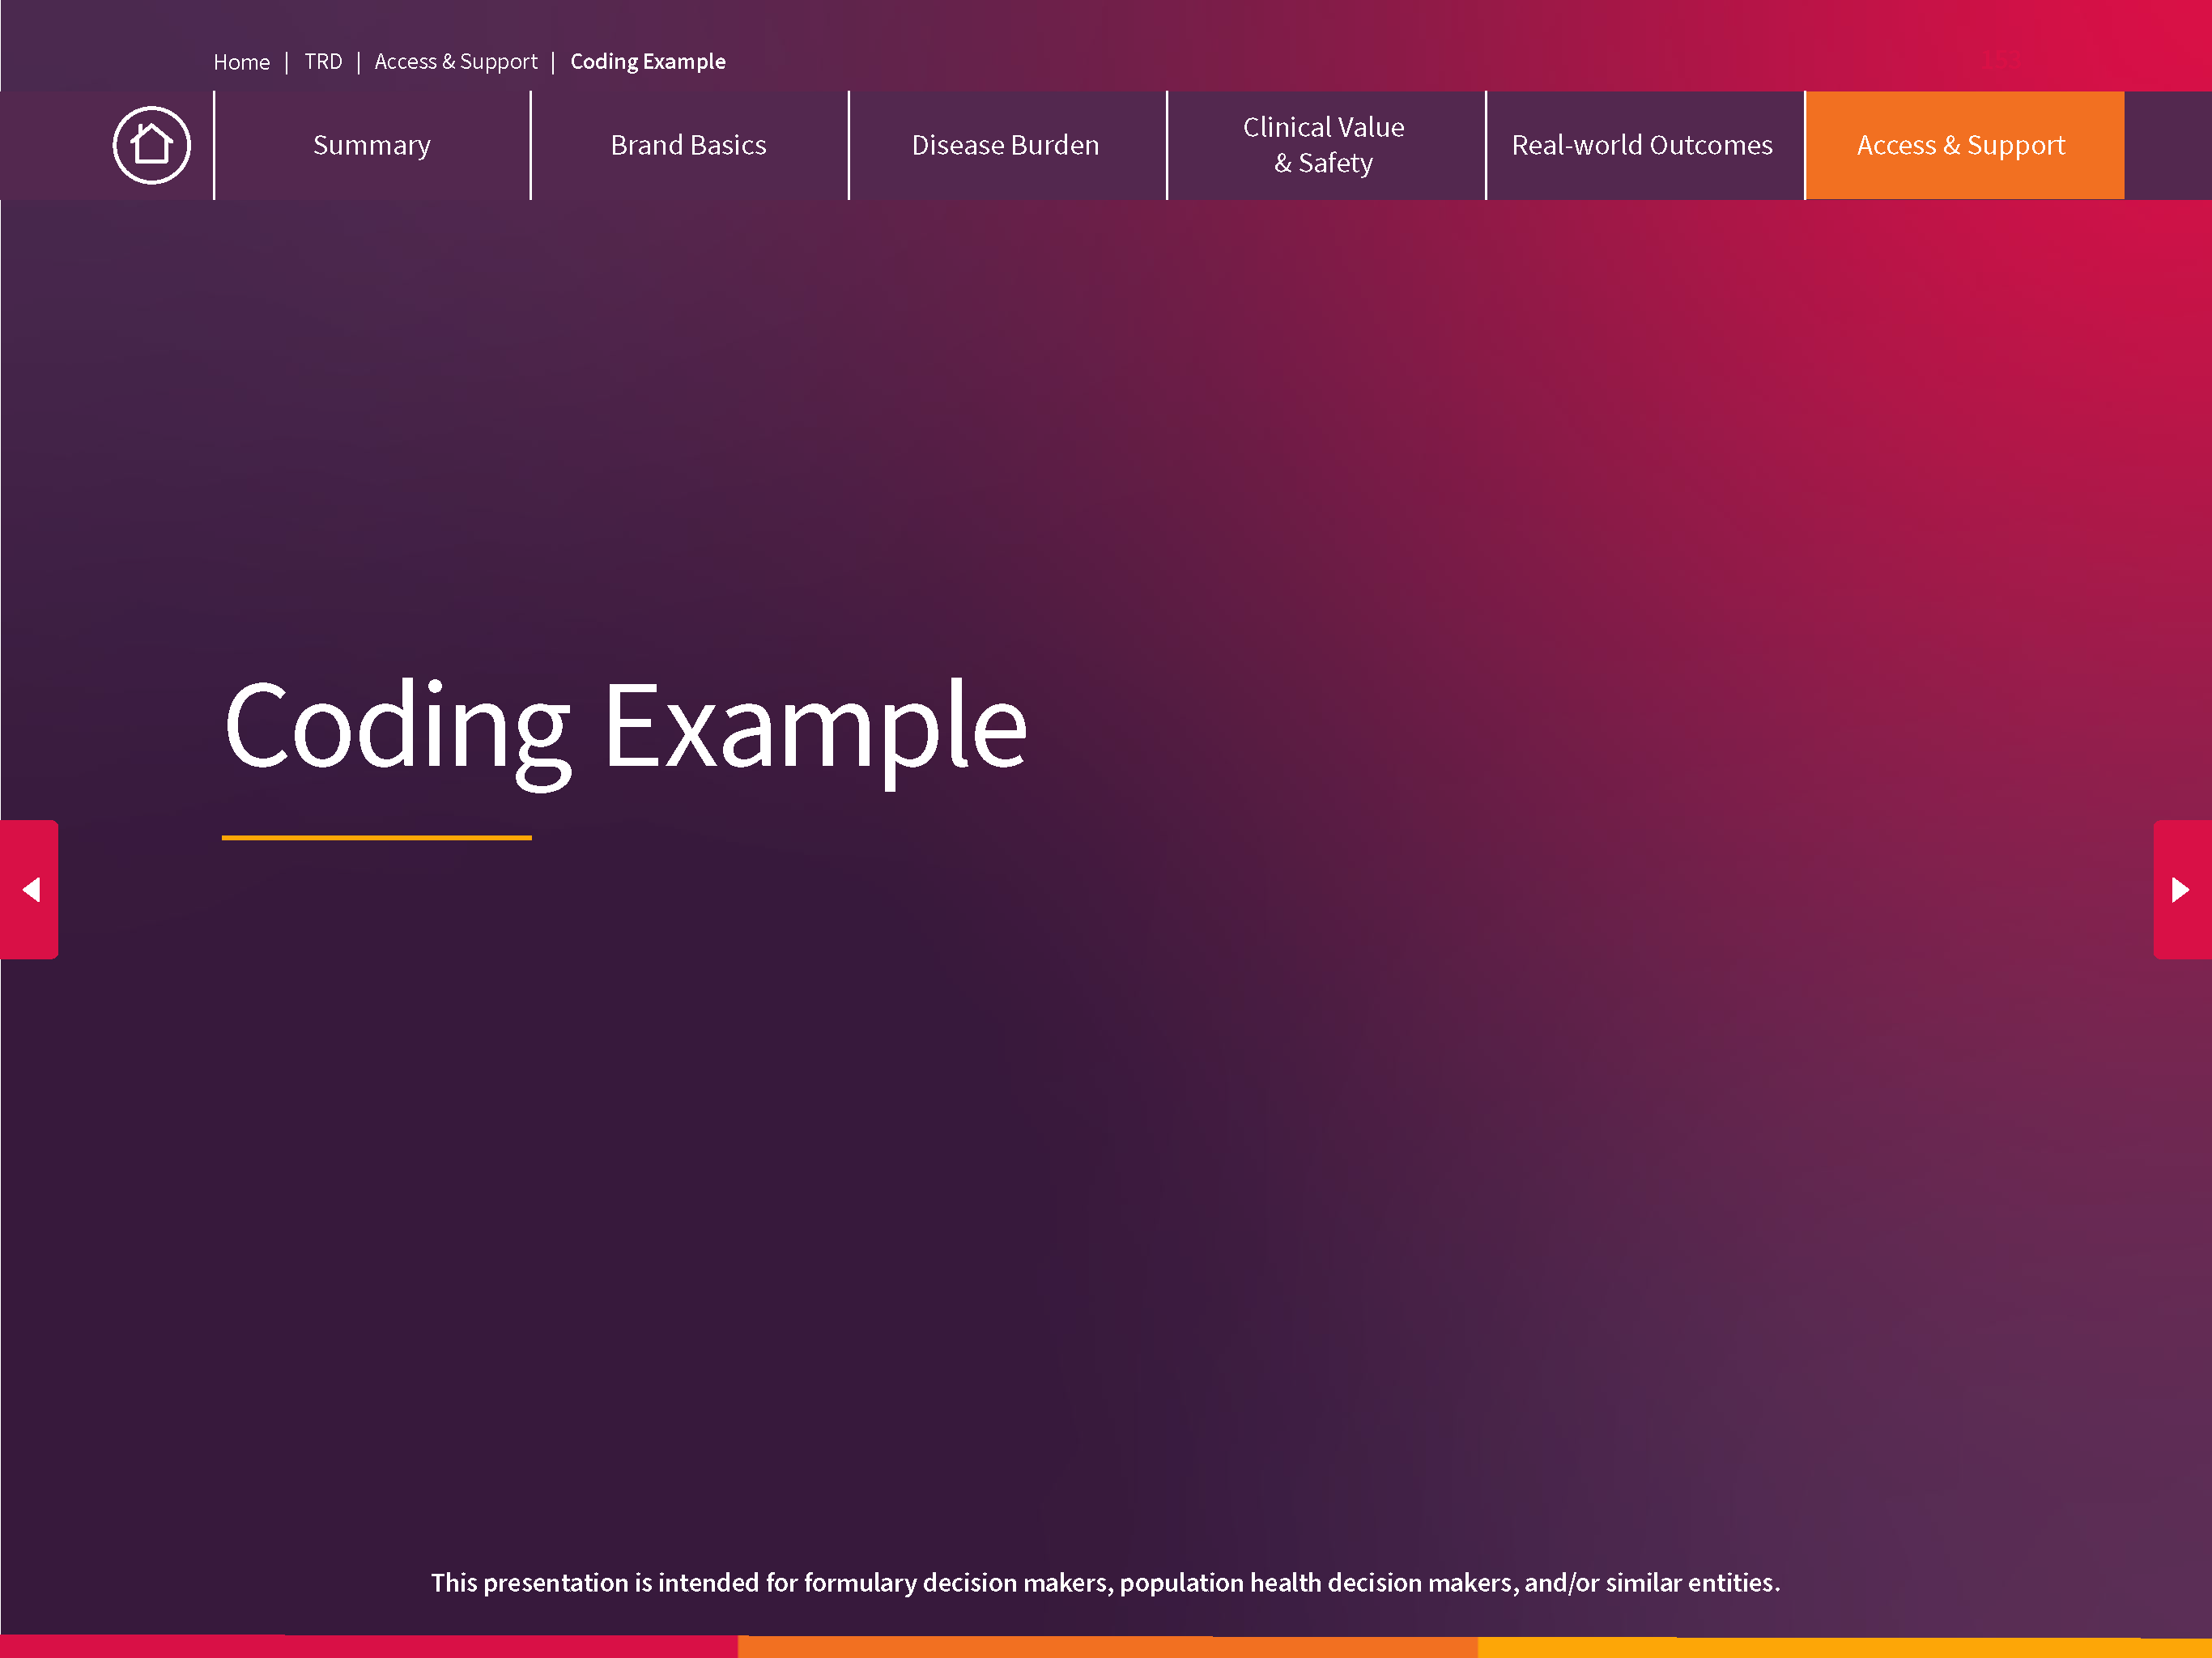 Home | TRD | Access & Support | Coding Example
Summary
Brand Basics
Disease Burden
Clinical Value
& Safety
Real-world Outcomes
Access & Support
Coding Example
This presentation is intended for formulary decision makers, population health decision makers, and/or similar entities.